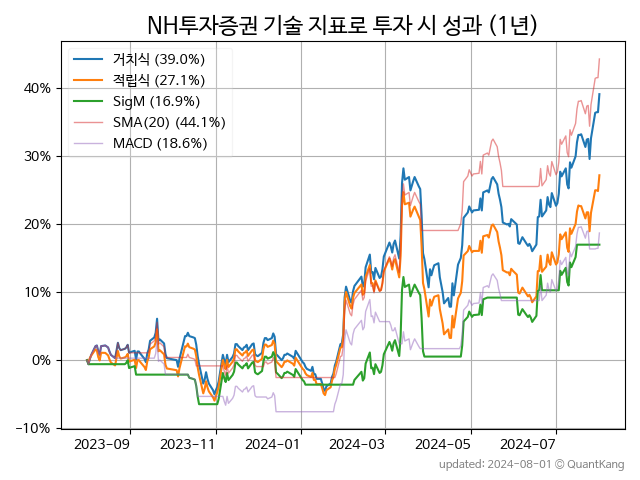 NH투자증권 기술 지표로 투자 시 성과 (1년)
거치식 (39.0%)
적립식 (27.1%)
SigM (16.9%)
SMA(20) (44.1%)
MACD (18.6%)
40%
30%
20%
10%
0%
−10%
2023-09 2023-11 2024-01 2024-03 2024-05 2024-07
updated: 2024-08-01 © QuantKang